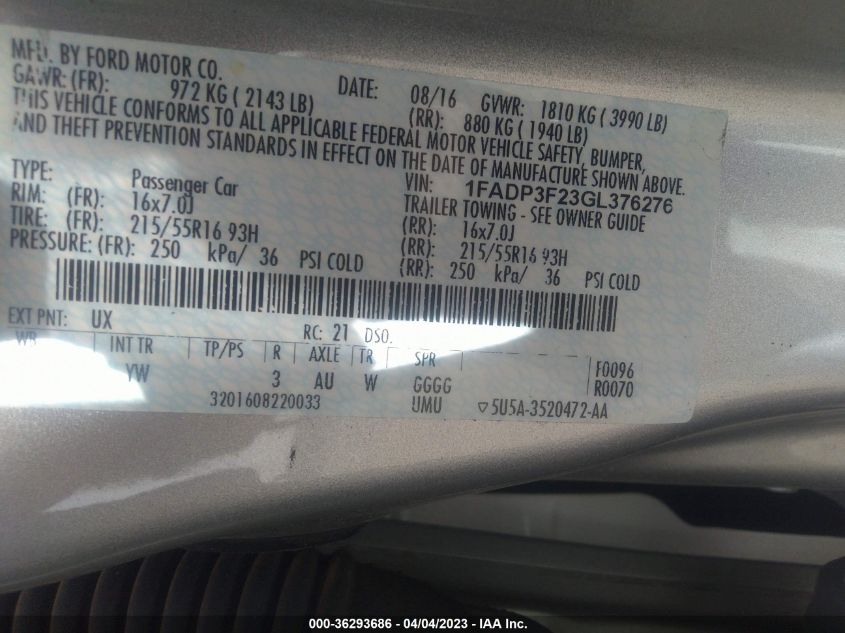 MFD. BY FORD MOTOR CO. DATE: 08/16 GVWR: 1810 KG ( 3990 LB)
GAWR: (FR): 972 KG ( 2143 LB) (RR): 880 KG ( 1940 LB)
THIS VEHICLE CONFORMS TO ALL APPLICABLE FEDERAL MOTOR VEHICLE SAFETY, BUMPER,
AND THEFT PREVENTION STANDARDS IN EFFECT ON THE DATE OF MANUFACTURE SHOWN ABOVE.
VIN: 1FADP3F23GL376276
TYPE: Passenger Car TRAILER TOWING - SEE OWNER GUIDE
RIM: (FR): 16x7.0J (RR): 16x7.0J
TIRE: (FR): 215/55R16 93H (RR): 215/55R16 93H
PRESSURE: (FR): 250 kPa/ 36 PSI COLD (RR): 250 kPa/ 36 PSI COLD
EXT PNT: UX RC: 21 DSO:
WB INT TR TP/PS R AXLE TR SPR F0096
YW 3 AU W GGGG R0070
3201608220033 UMU ▽5U5A-3520472-AA
000-36293686 - 04/04/2023 - IAA Inc.